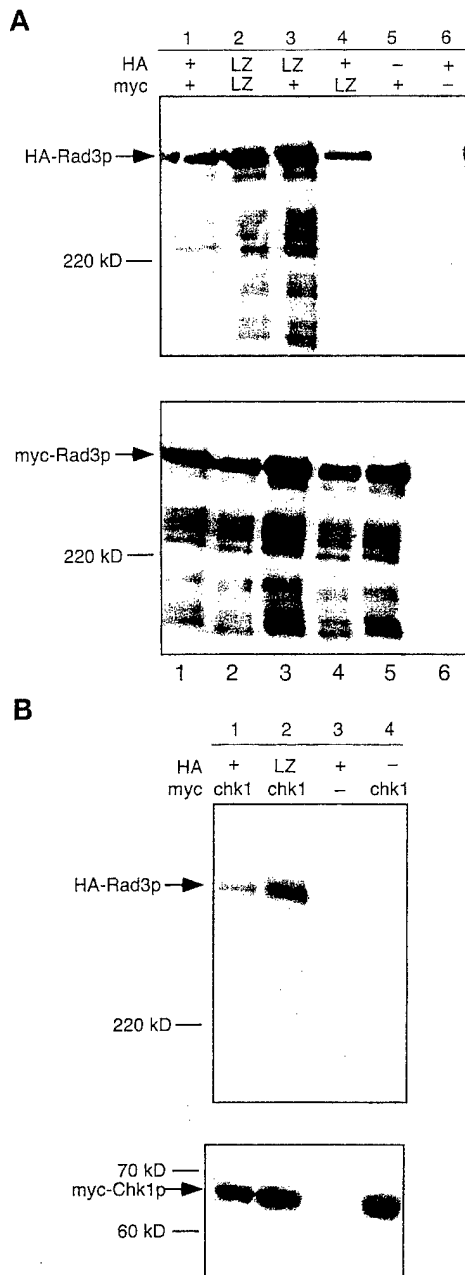 A
1 2 3 4 5 6
HA + LZ LZ + – +
myc + LZ + LZ + –
HA-Rad3p
220 kD
myc-Rad3p
220 kD
1 2 3 4 5 6
B
1 2 3 4
HA + LZ + –
myc chk1 chk1 – chk1
HA-Rad3p
220 kD
70 kD
myc-Chk1p
60 kD